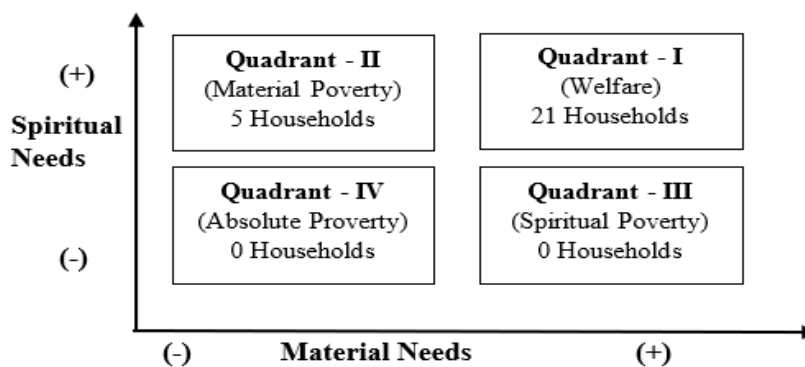 Quadrant - II
(Material Poverty)
5 Households
Quadrant - I
(Welfare)
21 Households
(+)
Spiritual
Needs
Quadrant - IV
(Absolute Proverty)
0 Households
Quadrant - III
(Spiritual Poverty)
0 Households
(-)
(-) Material Needs (+)